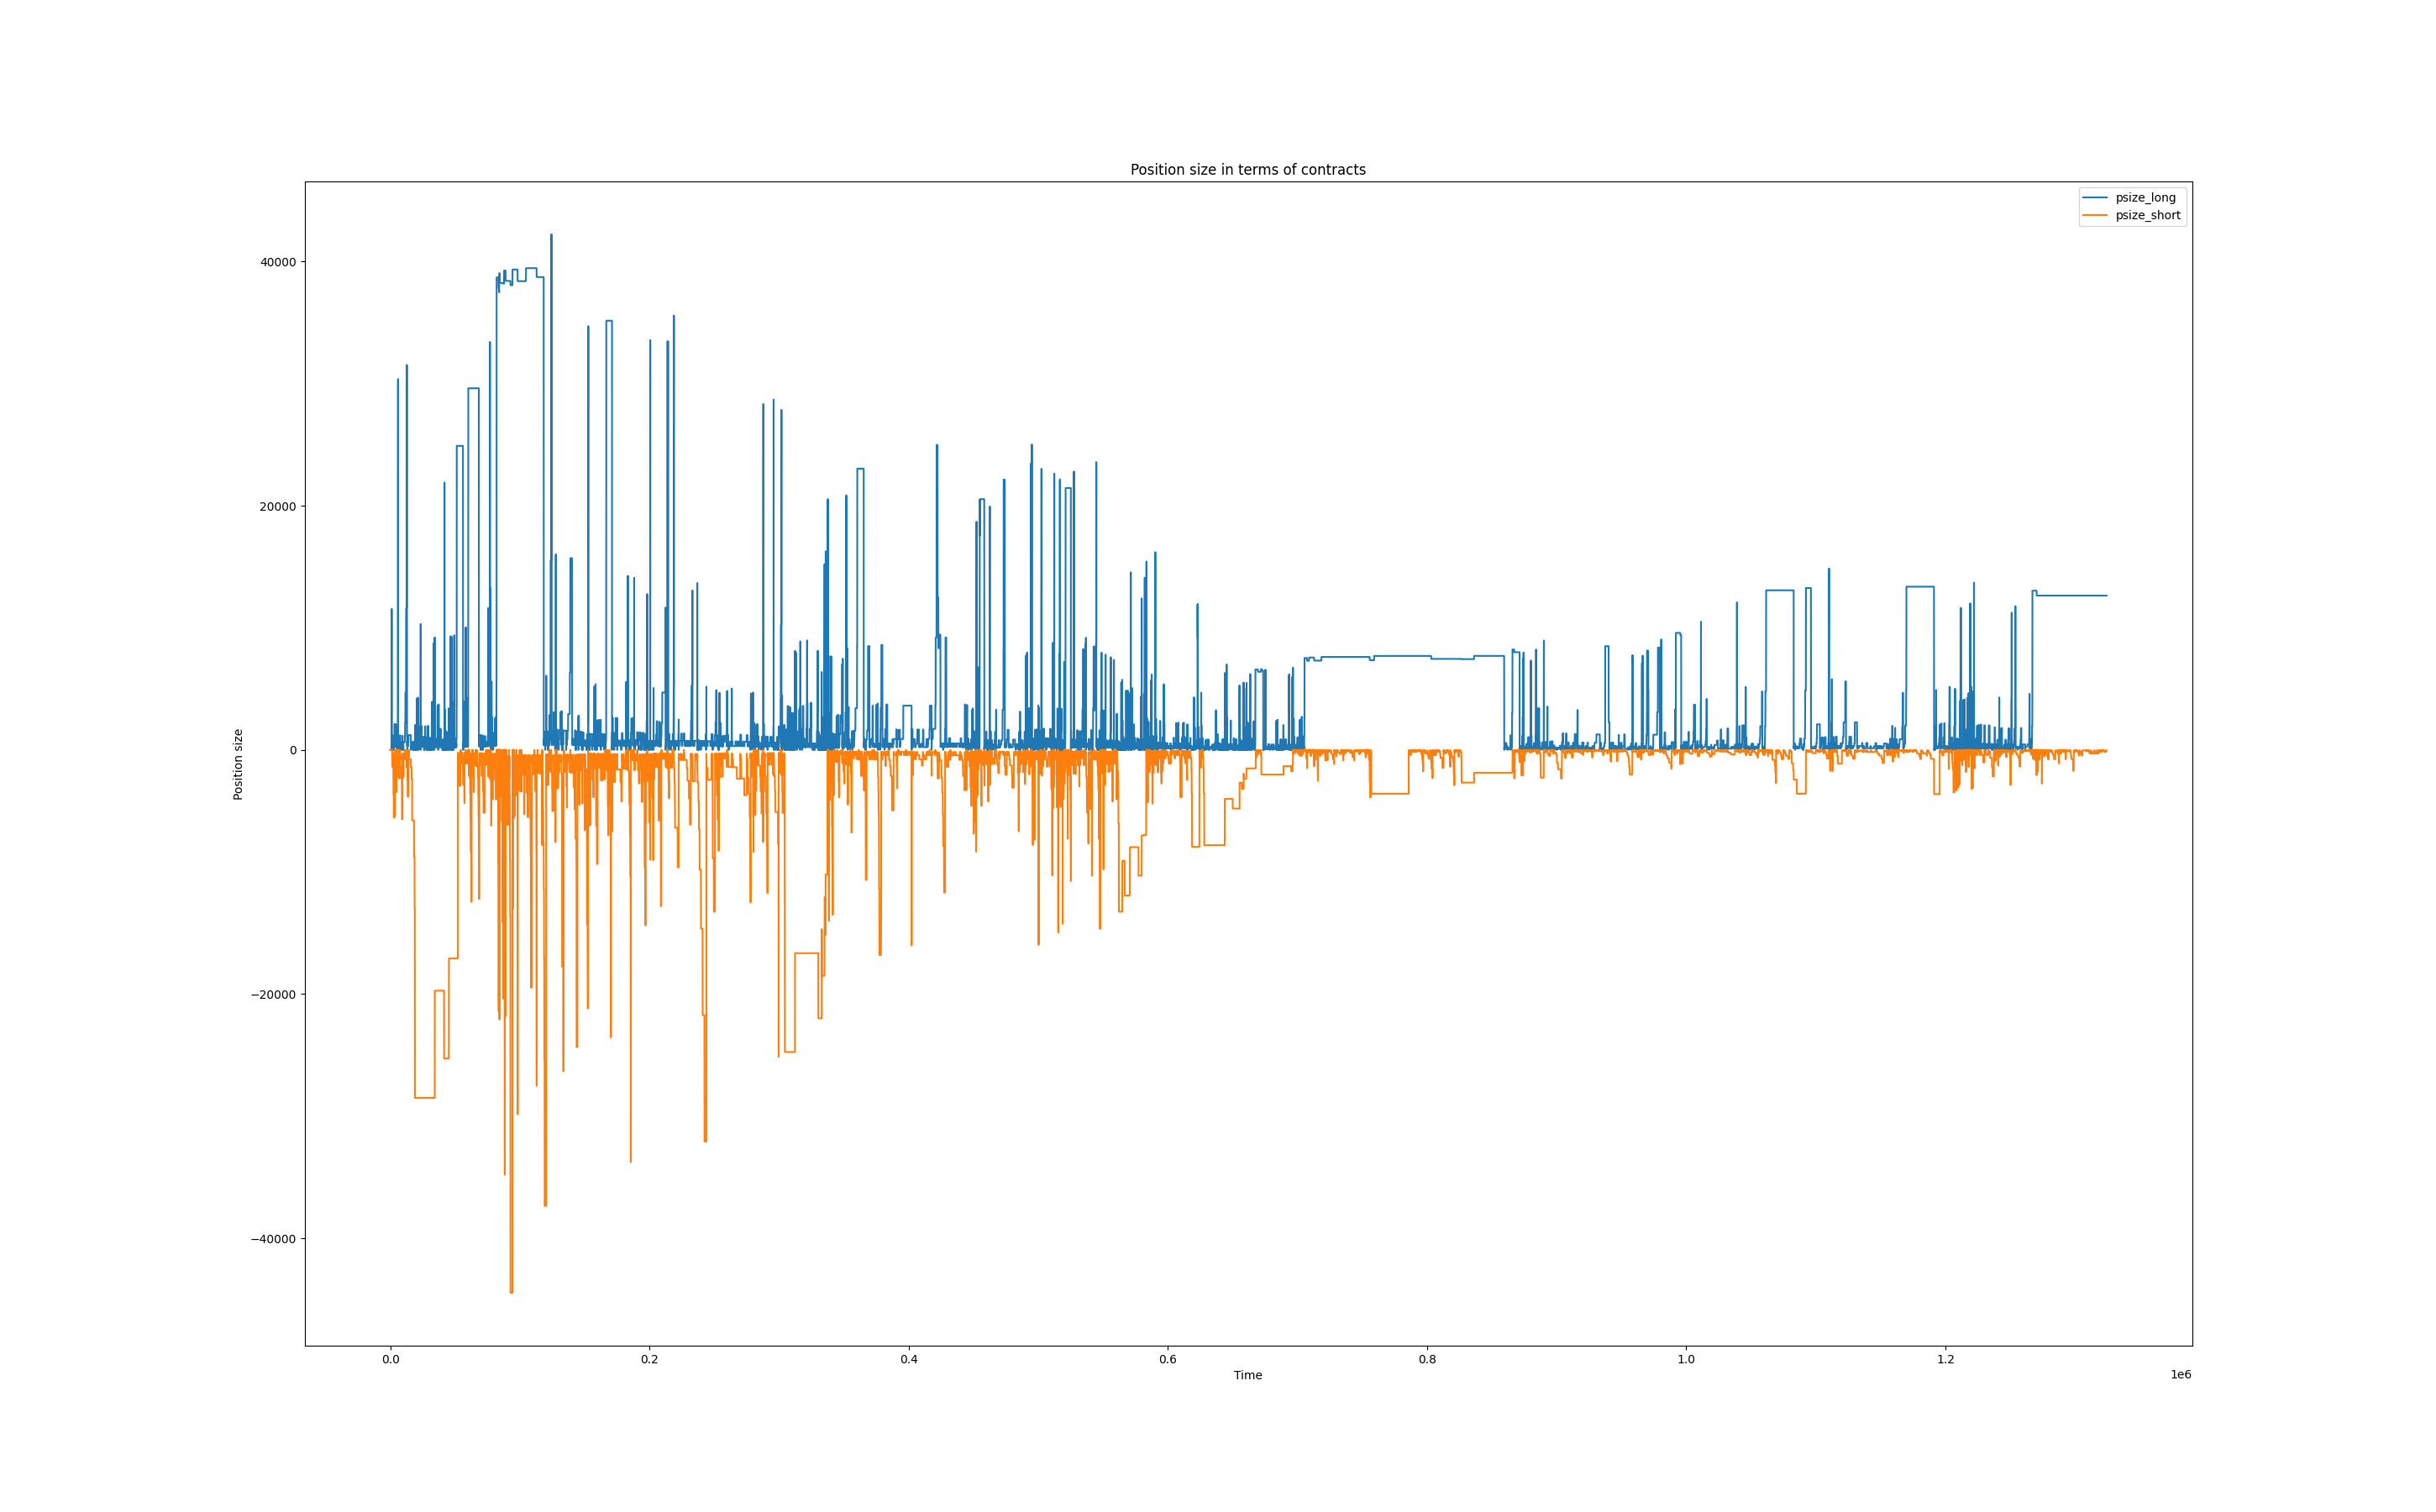 Position size in terms of contracts
psize_long
psize_short
40000
20000
0
−20000
−40000
Position size
0.0
0.2
0.4
0.6
0.8
1.0
1.2
1e6
Time